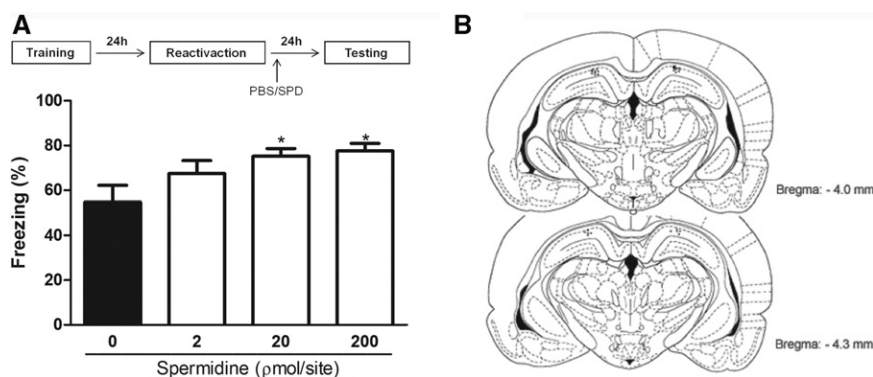 A
Training 24h Reactivaction 24h Testing
PBS/SPD
100
80
60
40
20
0
Freezing (%)
* *
0 2 20 200
Spermidine (ρmol/site)
B
Bregma: - 4.0 mm
Bregma: - 4.3 mm